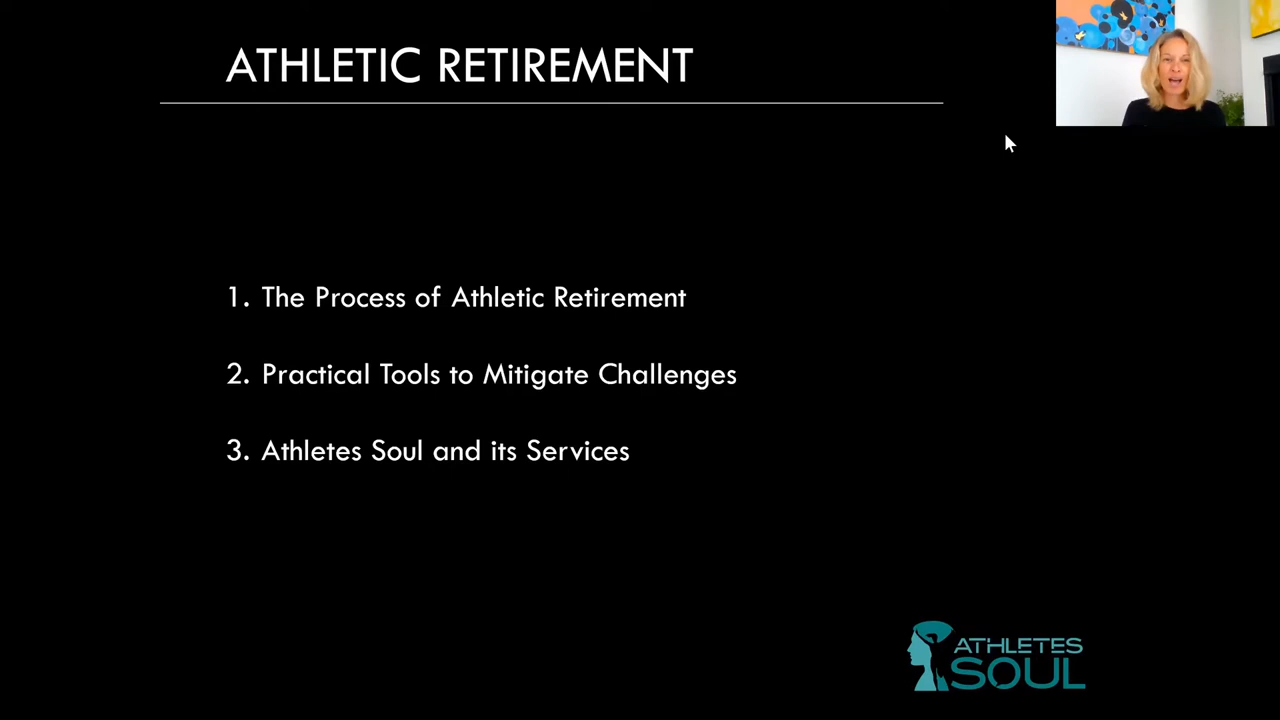 ATHLETIC RETIREMENT
1. The Process of Athletic Retirement
2. Practical Tools to Mitigate Challenges
3. Athletes Soul and its Services
ATHLETES
SOUL